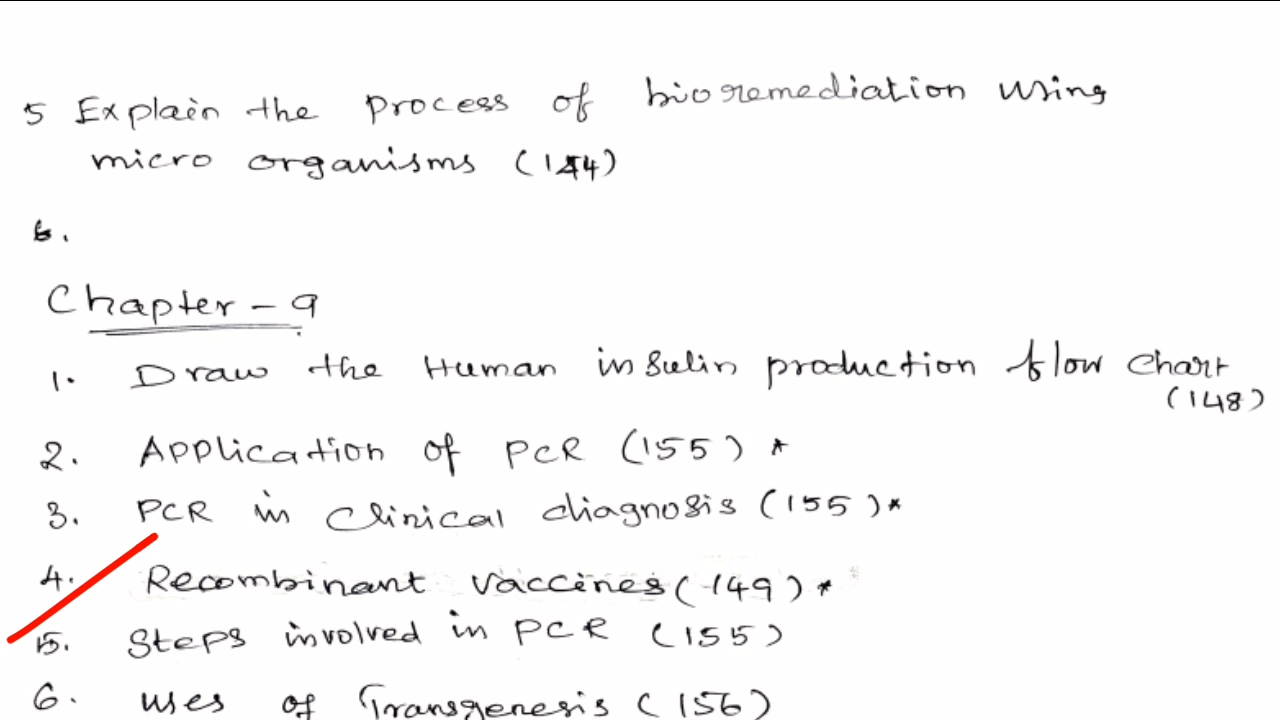 5 Explain the process of bioremediation using
micro organisms (144)
6.
Chapter - 9
1. Draw the Human insulin production flow chart
(148)
2. Application of PCR (155) *
3. PCR in clinical diagnosis (155) *
4. Recombinant vaccines (149) *
5. Steps involved in PCR (155)
6. uses of Transgenesis (156)